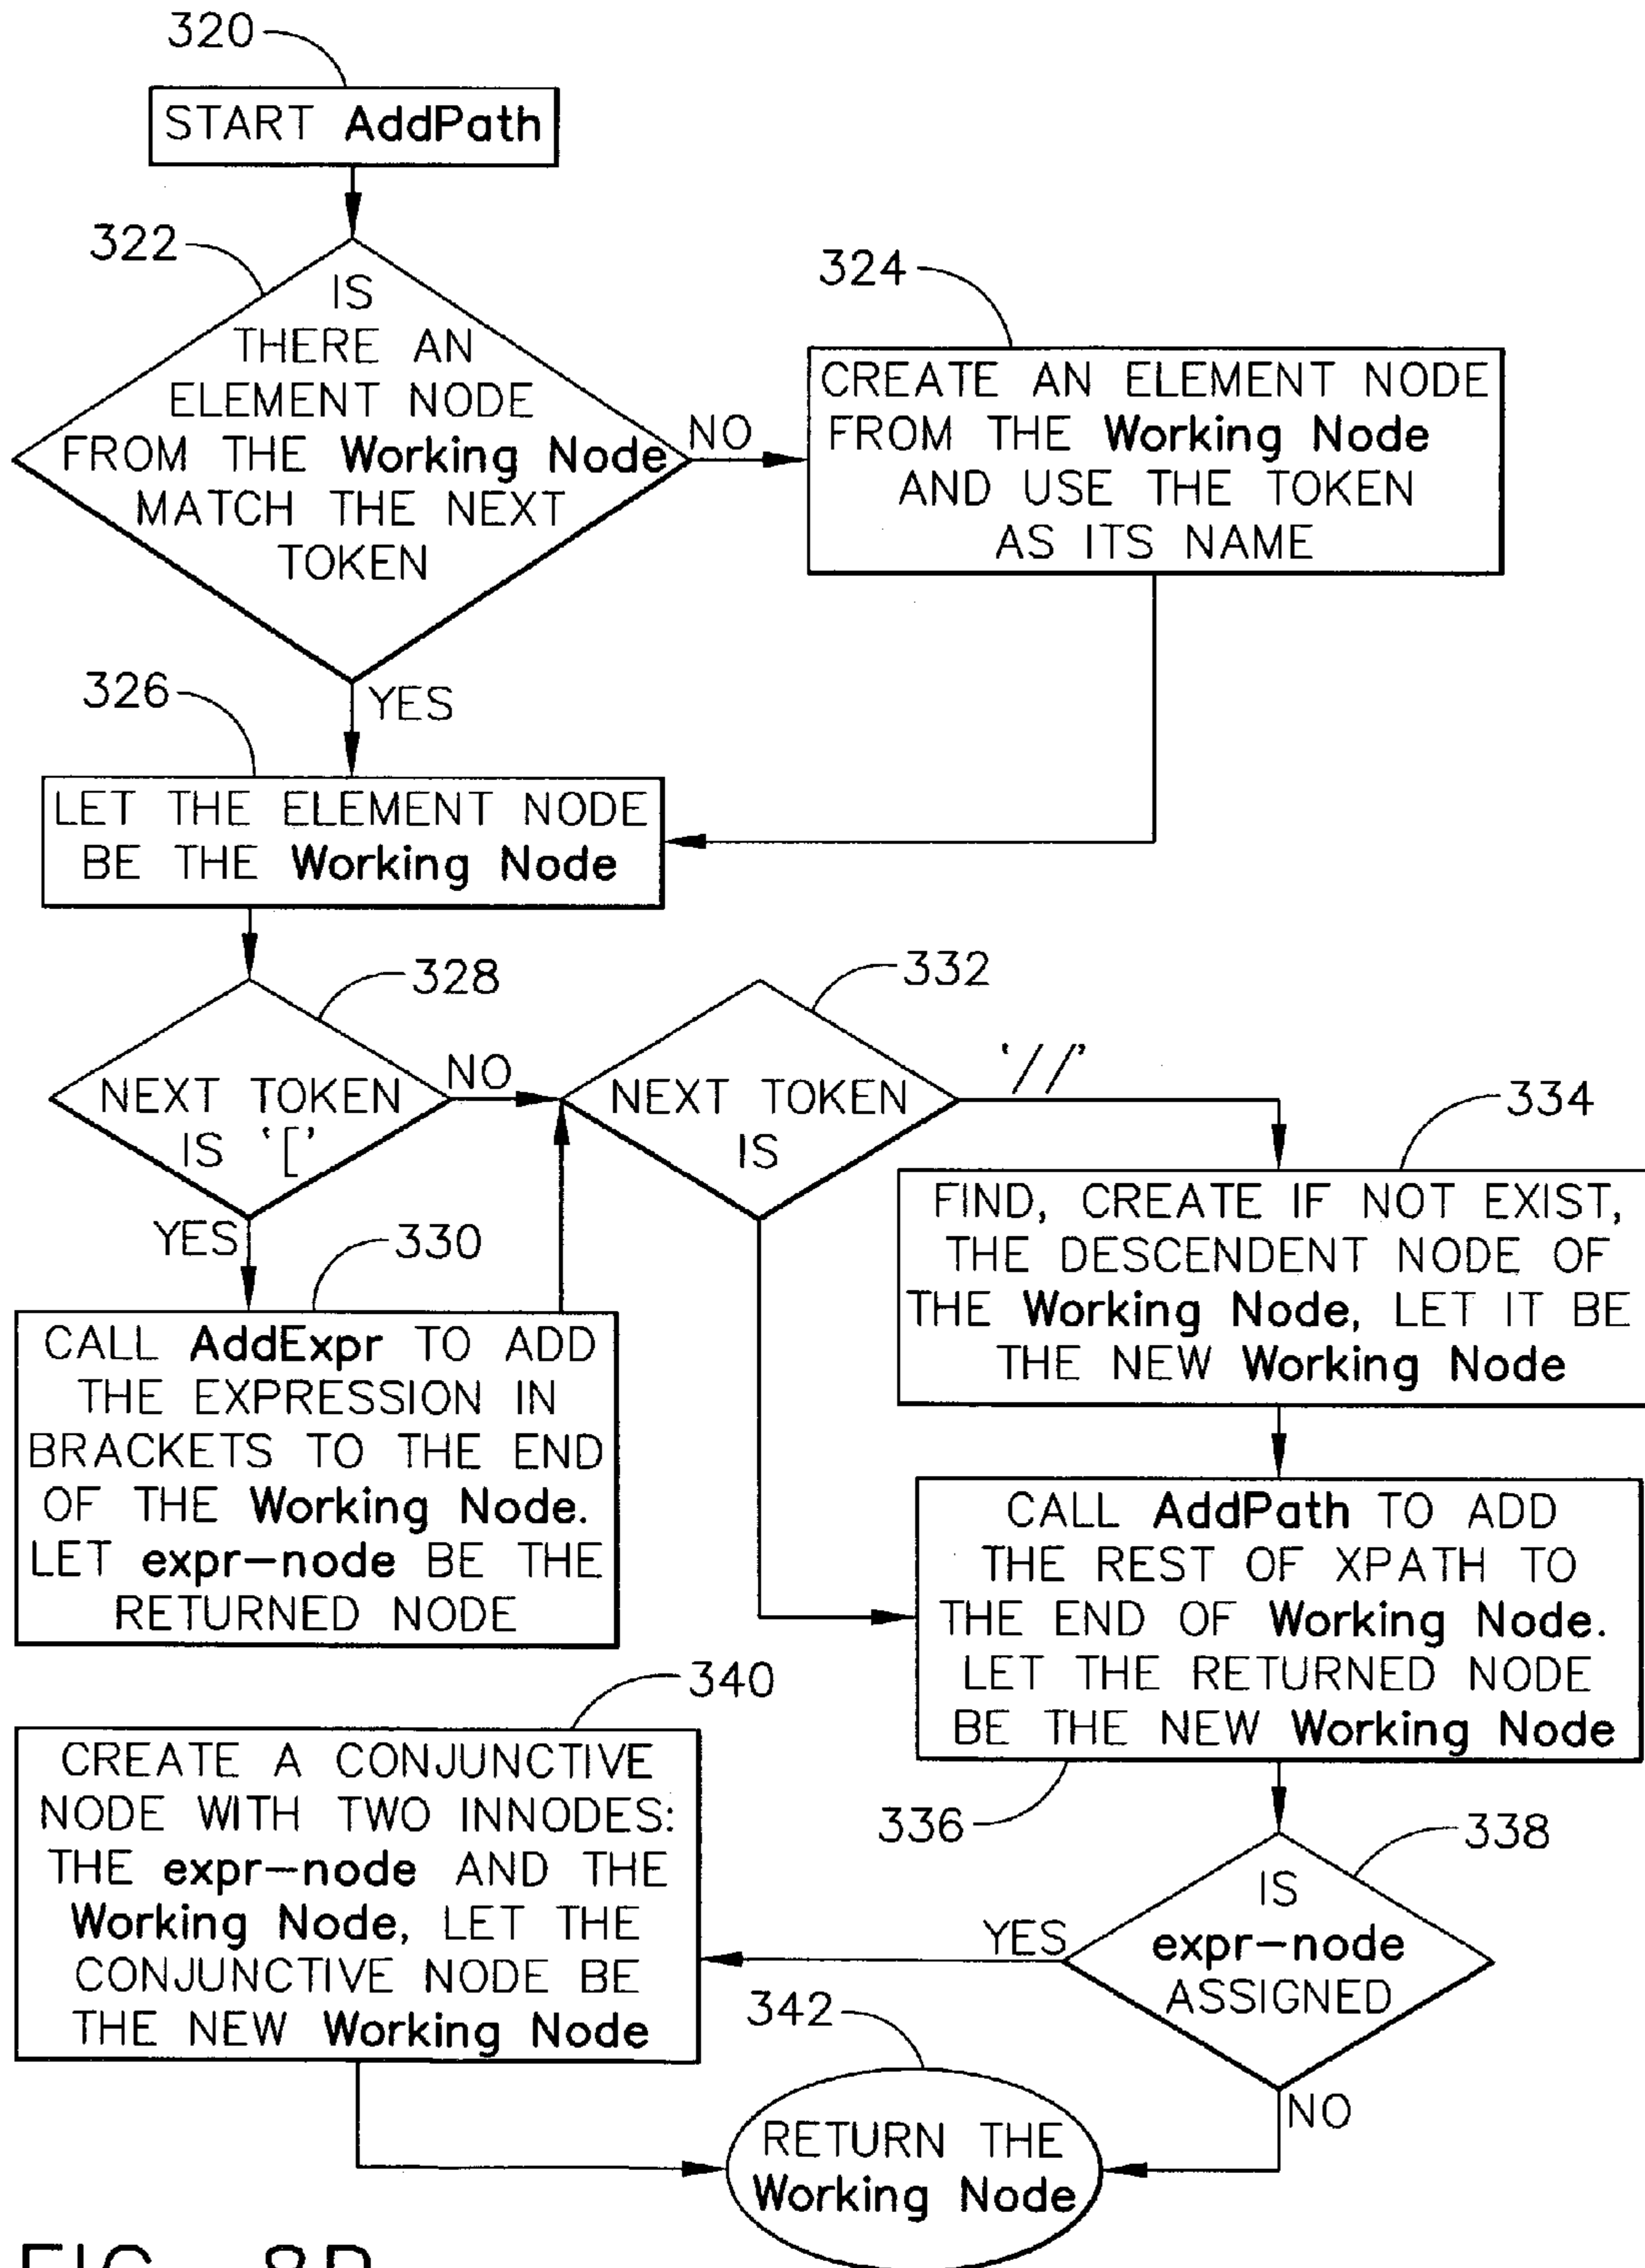 320
START AddPath
322
IS
THERE AN
ELEMENT NODE
FROM THE Working Node
MATCH THE NEXT
TOKEN
NO
324
CREATE AN ELEMENT NODE
FROM THE Working Node
AND USE THE TOKEN
AS ITS NAME
YES
326
LET THE ELEMENT NODE
BE THE Working Node
328
NEXT TOKEN
IS '['
NO
332
NEXT TOKEN
IS
'//'
334
FIND, CREATE IF NOT EXIST,
THE DESCENDENT NODE OF
THE Working Node, LET IT BE
THE NEW Working Node
YES
330
CALL AddExpr TO ADD
THE EXPRESSION IN
BRACKETS TO THE END
OF THE Working Node.
LET expr-node BE THE
RETURNED NODE
CALL AddPath TO ADD
THE REST OF XPATH TO
THE END OF Working Node.
LET THE RETURNED NODE
BE THE NEW Working Node
336
338
IS
expr-node
ASSIGNED
YES
340
CREATE A CONJUNCTIVE
NODE WITH TWO INNODES:
THE expr-node AND THE
Working Node, LET THE
CONJUNCTIVE NODE BE
THE NEW Working Node
NO
342
RETURN THE
Working Node